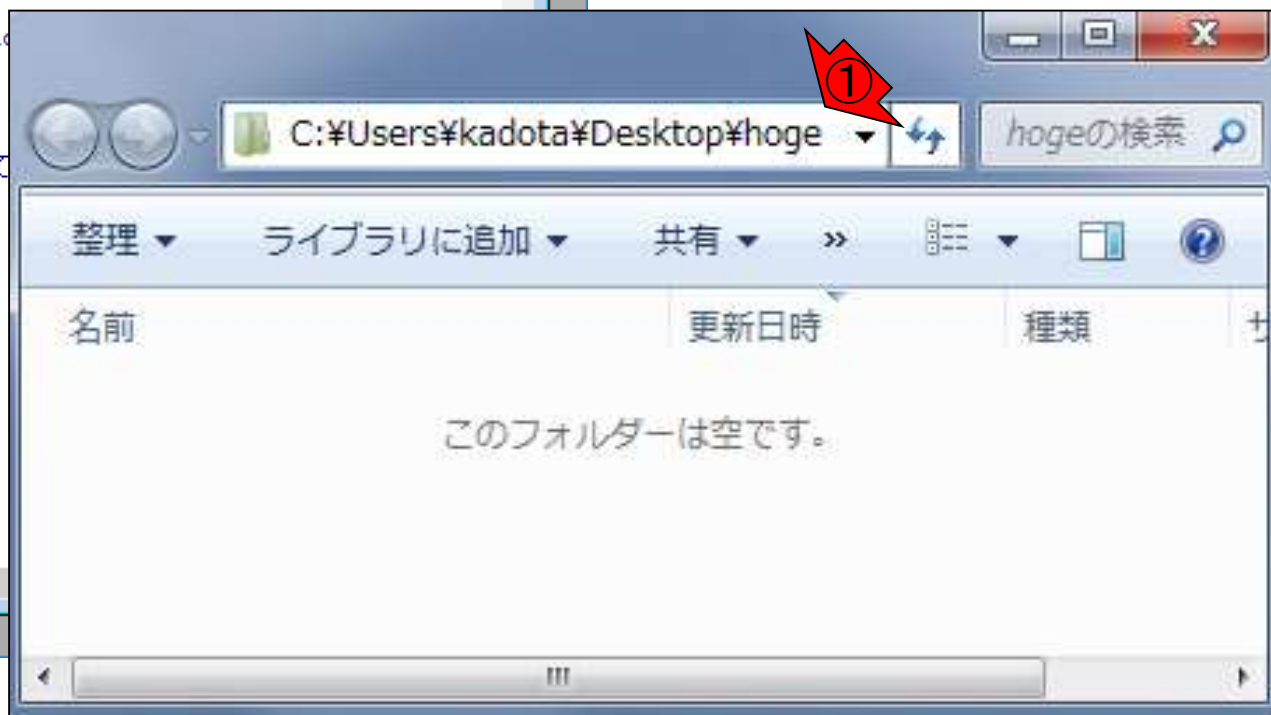 ①
C:¥Users¥kadota¥Desktop¥hoge
hogeの検索
整理 ライブラリに追加 共有 »
名前 更新日時 種類
このフォルダーは空です。